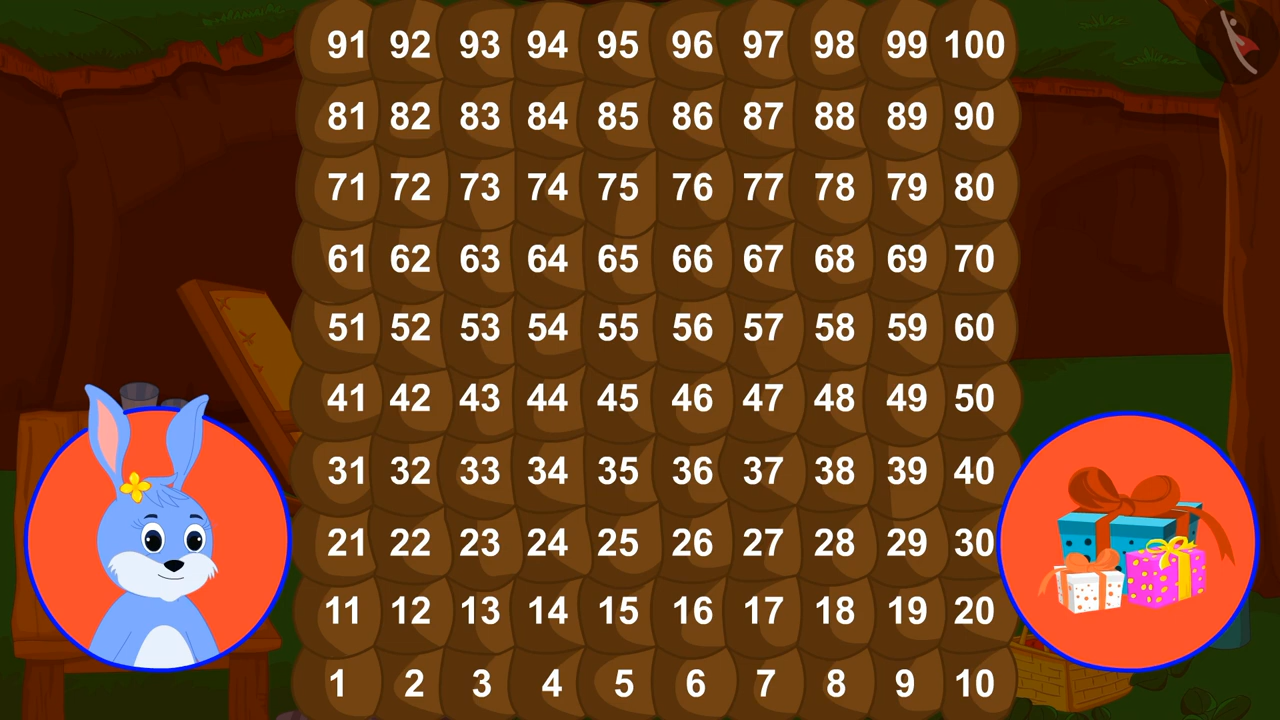 91 92 93 94 95 96 97 98 99 100
81 82 83 84 85 86 87 88 89 90
71 72 73 74 75 76 77 78 79 80
61 62 63 64 65 66 67 68 69 70
51 52 53 54 55 56 57 58 59 60
41 42 43 44 45 46 47 48 49 50
31 32 33 34 35 36 37 38 39 40
21 22 23 24 25 26 27 28 29 30
11 12 13 14 15 16 17 18 19 20
1 2 3 4 5 6 7 8 9 10